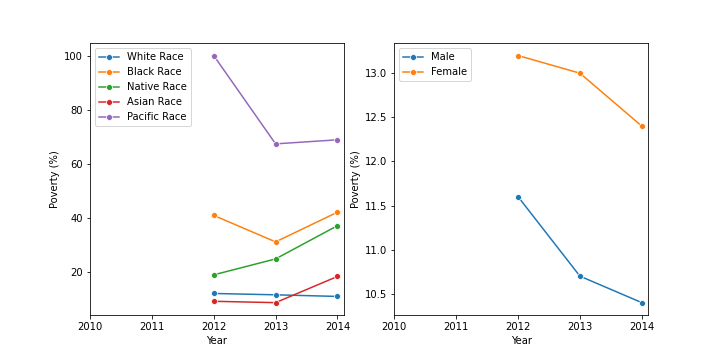 White Race
Black Race
Native Race
Asian Race
Pacific Race
100
80
60
40
20
Poverty (%)
2010 2011 2012 2013 2014
Year
Male
Female
13.0
12.5
12.0
11.5
11.0
10.5
Poverty (%)
2010 2011 2012 2013 2014
Year